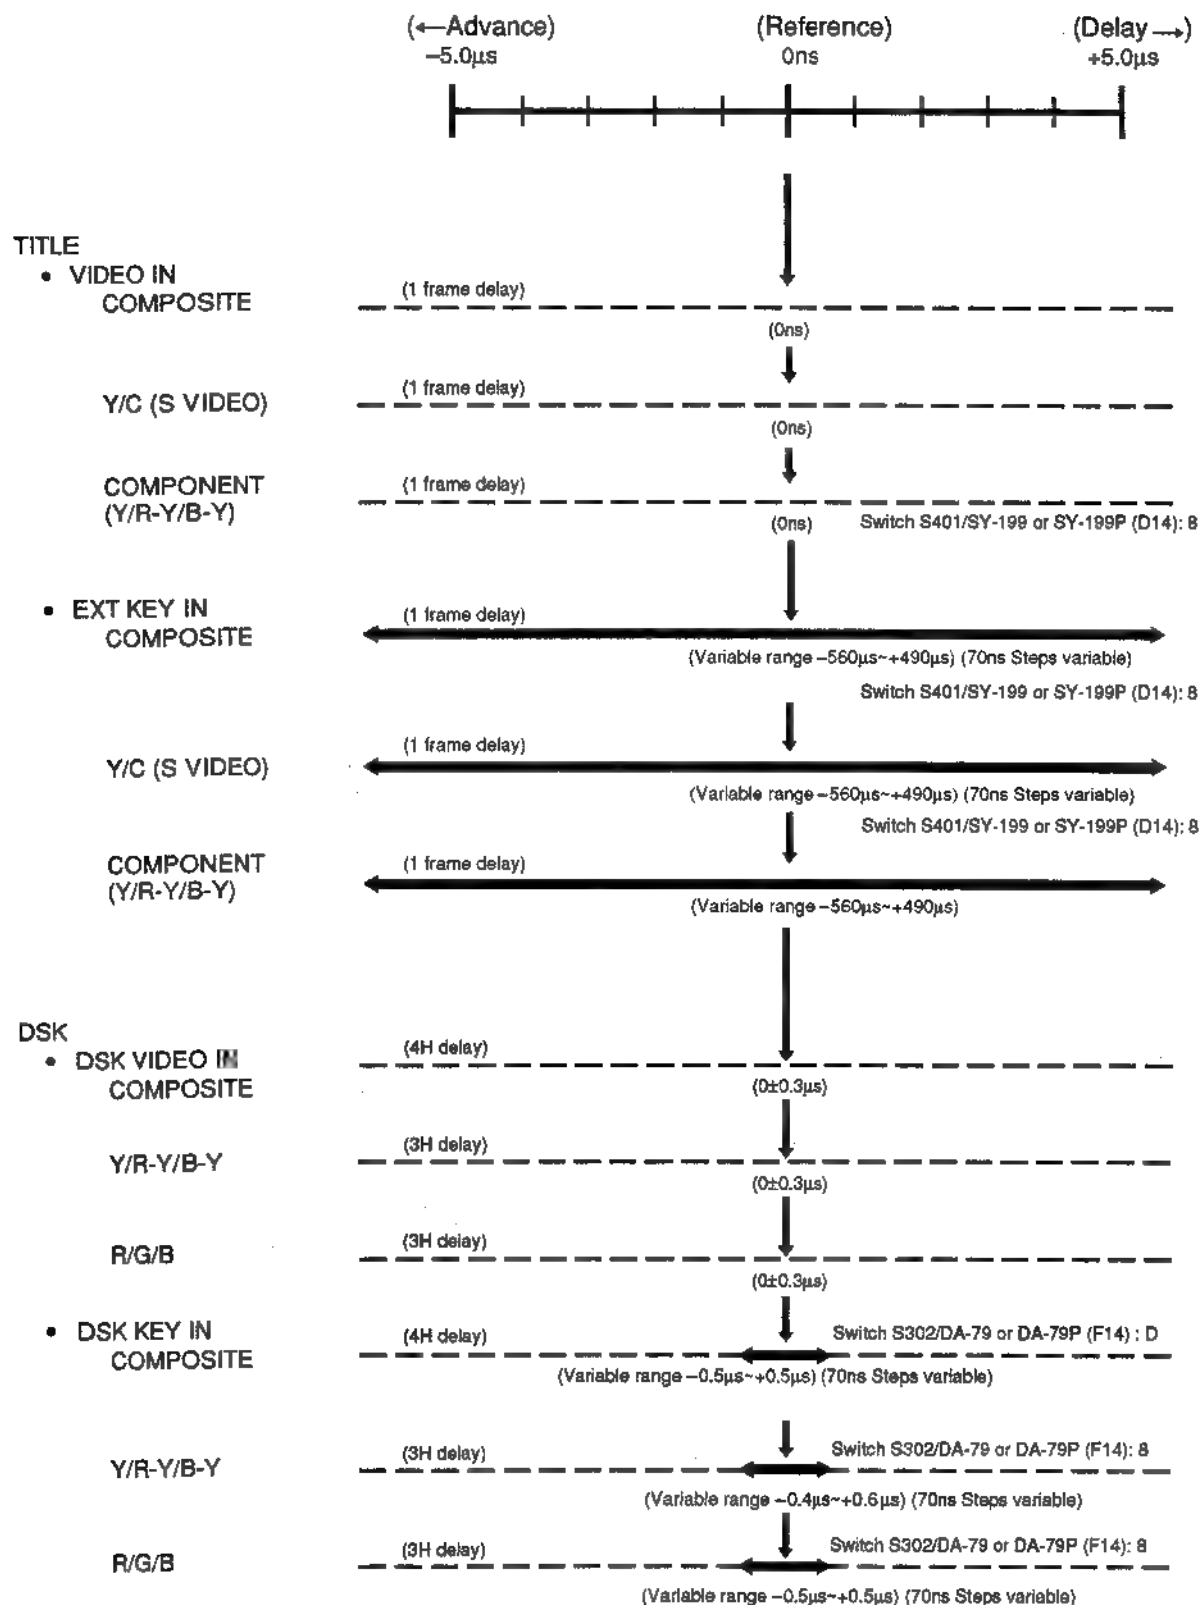 (←Advance) (Reference) (Delay→)
−5.0μs 0ns +5.0μs
TITLE
• VIDEO IN
COMPOSITE
(1 frame delay)
(0ns)
Y/C (S VIDEO)
(1 frame delay)
(0ns)
COMPONENT
(Y/R-Y/B-Y)
(1 frame delay)
(0ns)
Switch S401/SY-199 or SY-199P (D14): 8
• EXT KEY IN
COMPOSITE
(1 frame delay)
(Variable range −560μs~+490μs) (70ns Steps variable)
Switch S401/SY-199 or SY-199P (D14): 8
Y/C (S VIDEO)
(1 frame delay)
(Variable range −560μs~+490μs) (70ns Steps variable)
Switch S401/SY-199 or SY-199P (D14): 8
COMPONENT
(Y/R-Y/B-Y)
(1 frame delay)
(Variable range −560μs~+490μs)
DSK
• DSK VIDEO IN
COMPOSITE
(4H delay)
(0±0.3μs)
Y/R-Y/B-Y
(3H delay)
(0±0.3μs)
R/G/B
(3H delay)
(0±0.3μs)
• DSK KEY IN
COMPOSITE
(4H delay)
Switch S302/DA-79 or DA-79P (F14) : D
(Variable range −0.5μs~+0.5μs) (70ns Steps variable)
Y/R-Y/B-Y
(3H delay)
Switch S302/DA-79 or DA-79P (F14): 8
(Variable range −0.4μs~+0.6μs) (70ns Steps variable)
R/G/B
(3H delay)
Switch S302/DA-79 or DA-79P (F14): 8
(Variable range −0.5μs~+0.5μs) (70ns Steps variable)